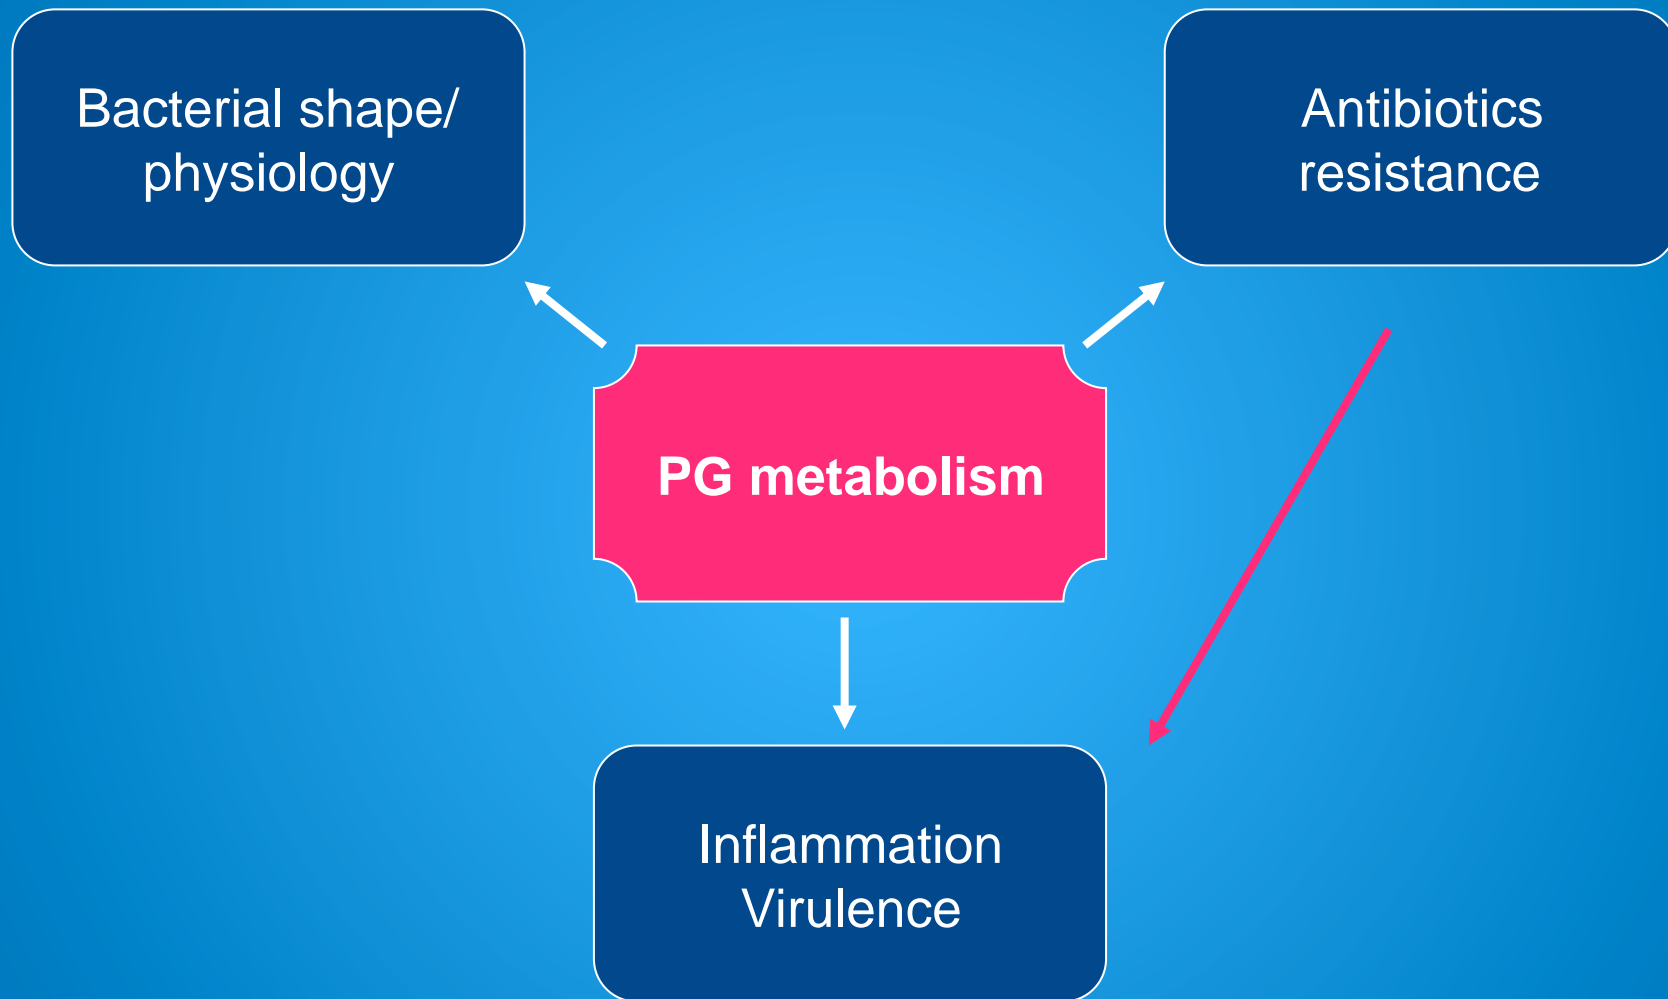 Bacterial shape/
physiology
Antibiotics
resistance
PG metabolism
Inflammation
Virulence